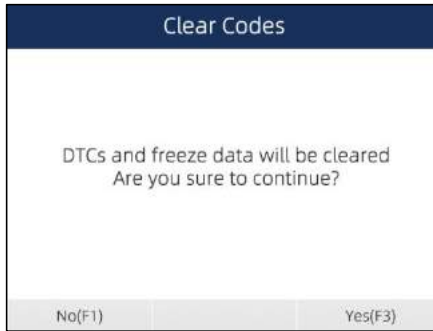 Clear Codes
DTCs and freeze data will be cleared
Are you sure to continue?
No(F1)
Yes(F3)